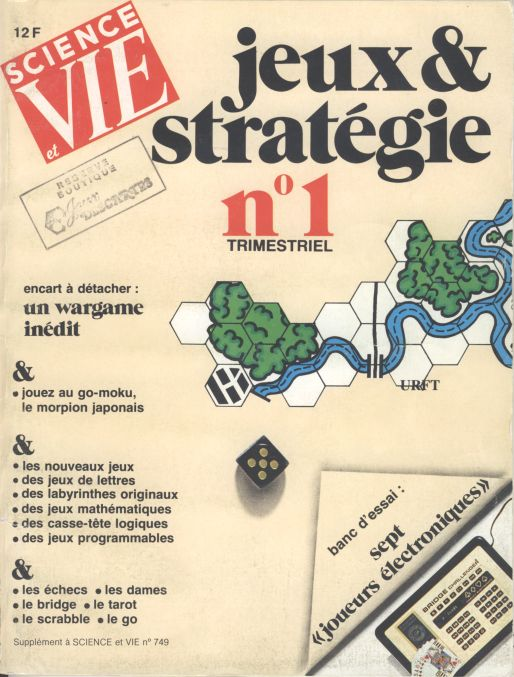 12 F
SCIENCE
et VIE
jeux &
stratégie
n° 1
TRIMESTRIEL
RESERVE
BOUTIQUE
Jeux
DESCARTES
encart à détacher :
un wargame
inédit
&
• jouez au go-moku,
le morpion japonais
URFT
&
• les nouveaux jeux
• des jeux de lettres
• des labyrinthes originaux
• des jeux mathématiques
• des casse-tête logiques
• des jeux programmables
banc d'essai :
sept
«joueurs électroniques»
BRIDGE CHALLENGER
&
• les échecs • les dames
• le bridge • le tarot
• le scrabble • le go
Supplément à SCIENCE et VIE n° 749